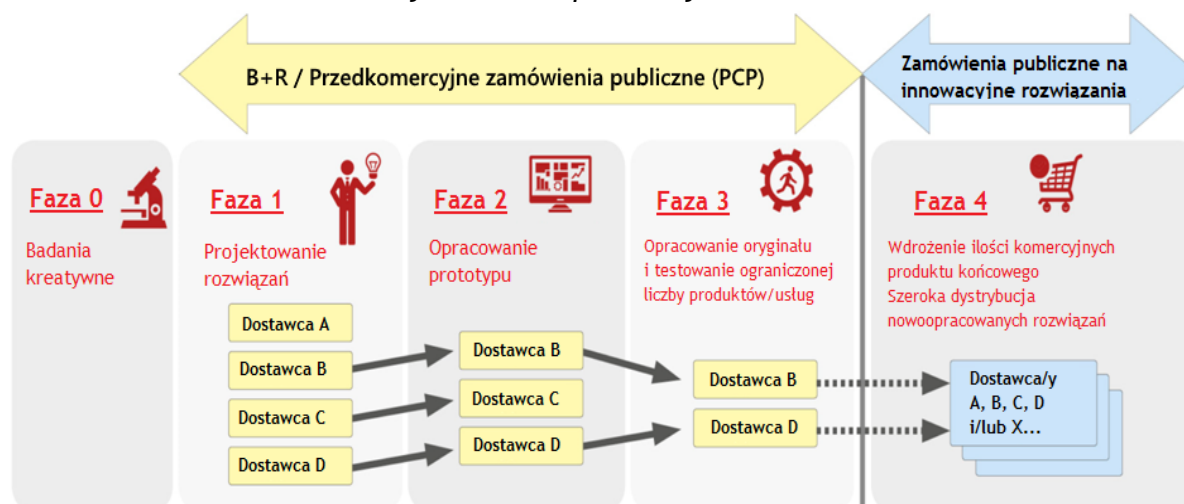 B+R / Przedkomercyjne zamówienia publiczne (PCP)
Zamówienia publiczne na
innowacyjne rozwiązania
Faza 0
Badania
kreatywne
Faza 1
Projektowanie
rozwiązań
Dostawca A
Dostawca B
Dostawca C
Dostawca D
Faza 2
Opracowanie
prototypu
Dostawca B
Dostawca C
Dostawca D
Faza 3
Opracowanie oryginału
i testowanie ograniczonej
liczby produktów/usług
Dostawca B
Dostawca D
Faza 4
Wdrożenie ilości komercyjnych
produktu końcowego
Szeroka dystrybucja
nowoopracowanych rozwiązań
Dostawca/y
A, B, C, D
i/lub X...